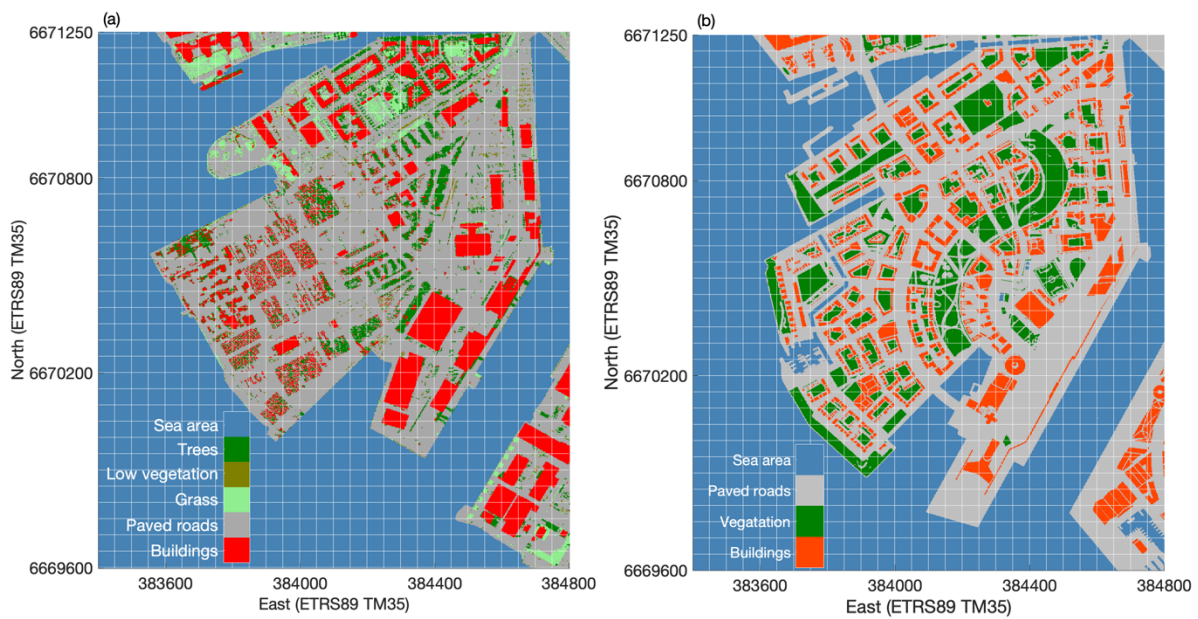 (a)
6671250
6670800
6670200
6669600
North (ETRS89 TM35)
Sea area
Trees
Low vegetation
Grass
Paved roads
Buildings
383600
384000
384400
384800
East (ETRS89 TM35)
(b)
6671250
6670800
6670200
6669600
North (ETRS89 TM35)
Sea area
Paved roads
Vegatation
Buildings
383600
384000
384400
384800
East (ETRS89 TM35)